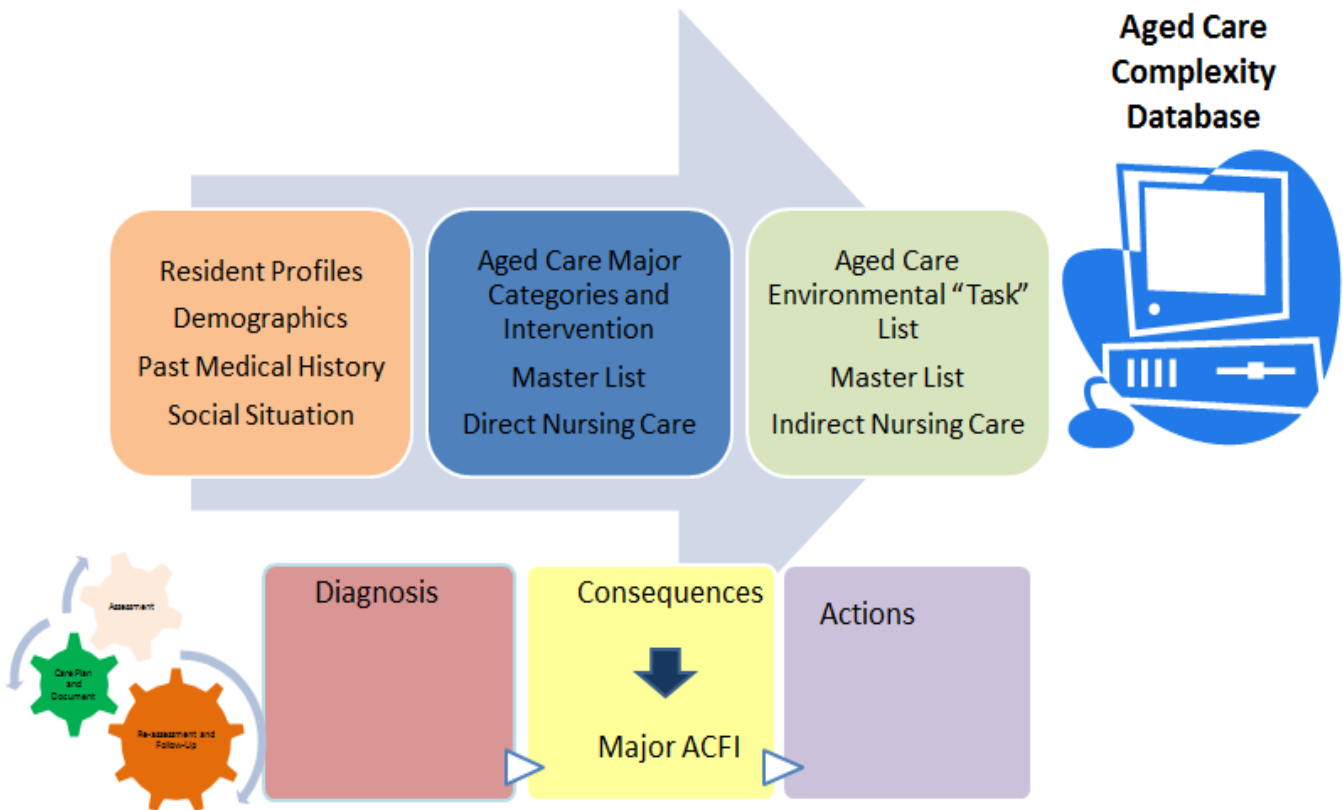 Aged Care
Complexity
Database
Resident Profiles
Demographics
Past Medical History
Social Situation
Aged Care Major
Categories and
Intervention
Master List
Direct Nursing Care
Aged Care
Environmental “Task”
List
Master List
Indirect Nursing Care
Assessment
Care Plan
and
Document
Re-assessment and
Follow-Up
Diagnosis
Consequences
Major ACFI
Actions